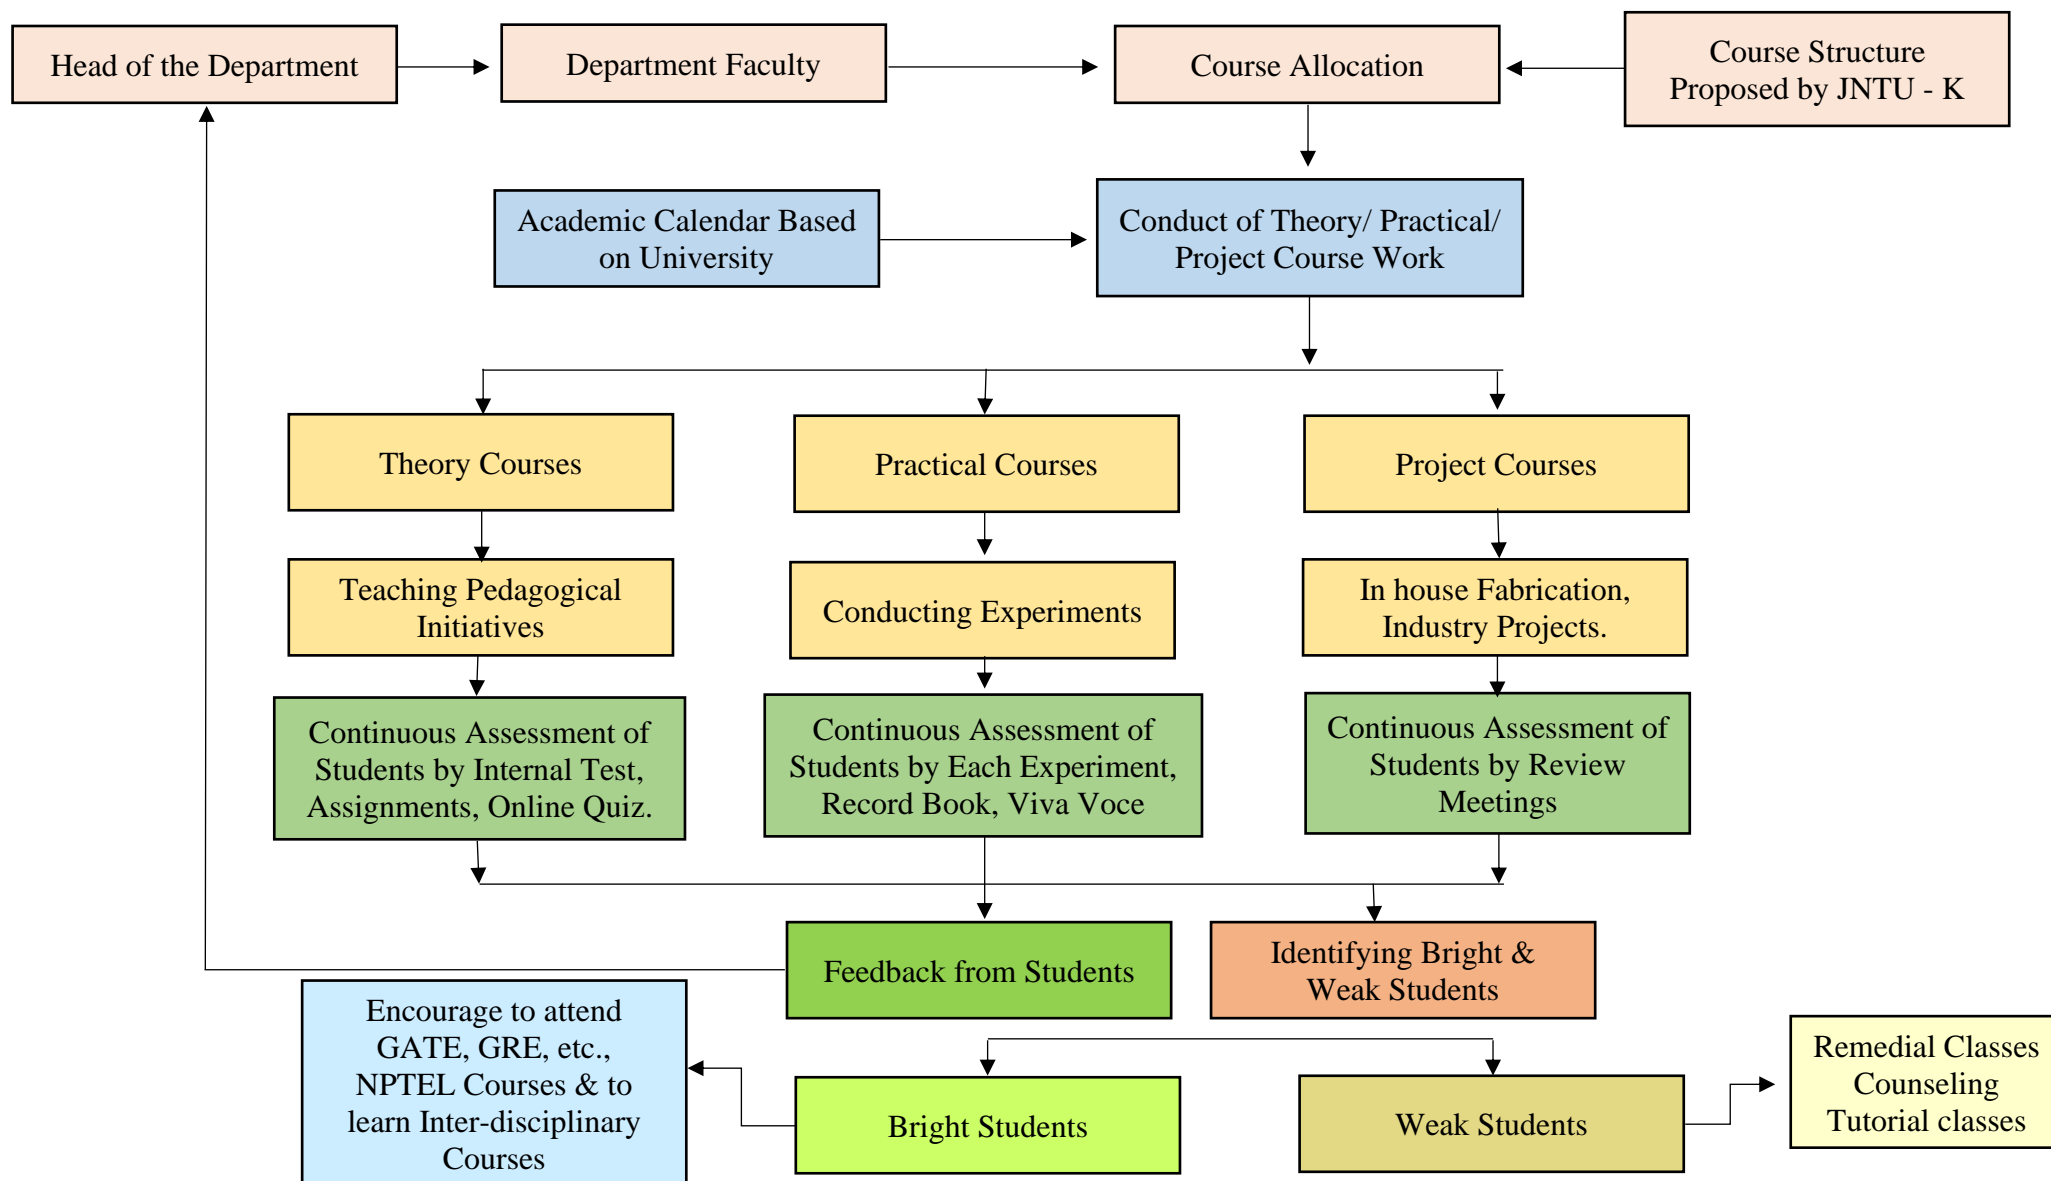 Head of the Department
Department Faculty
Course Allocation
Course Structure
Proposed by JNTU - K
Academic Calendar Based
on University
Conduct of Theory/ Practical/
Project Course Work
Theory Courses
Practical Courses
Project Courses
Teaching Pedagogical
Initiatives
Conducting Experiments
In house Fabrication,
Industry Projects.
Continuous Assessment of
Students by Internal Test,
Assignments, Online Quiz.
Continuous Assessment of
Students by Each Experiment,
Record Book, Viva Voce
Continuous Assessment of
Students by Review
Meetings
Feedback from Students
Identifying Bright &
Weak Students
Encourage to attend
GATE, GRE, etc.,
NPTEL Courses & to
learn Inter-disciplinary
Courses
Bright Students
Weak Students
Remedial Classes
Counseling
Tutorial classes